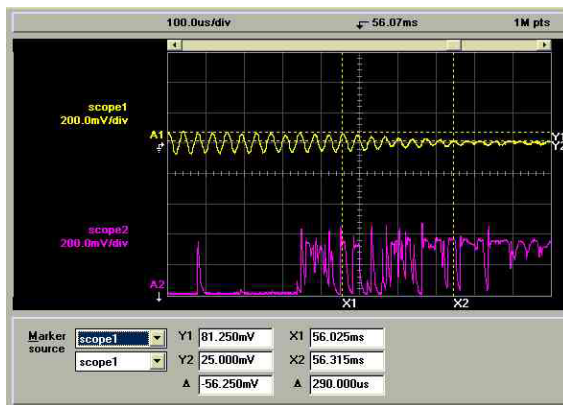 100.0us/div 56.07ms 1M pts
scope1
200.0mV/div
A1
Y1
Y2
scope2
200.0mV/div
A2
X1 X2
Marker source scope1 Y1 81.250mV X1 56.025ms
scope1 Y2 25.000mV X2 56.315ms
Δ -56.250mV Δ 290.000us